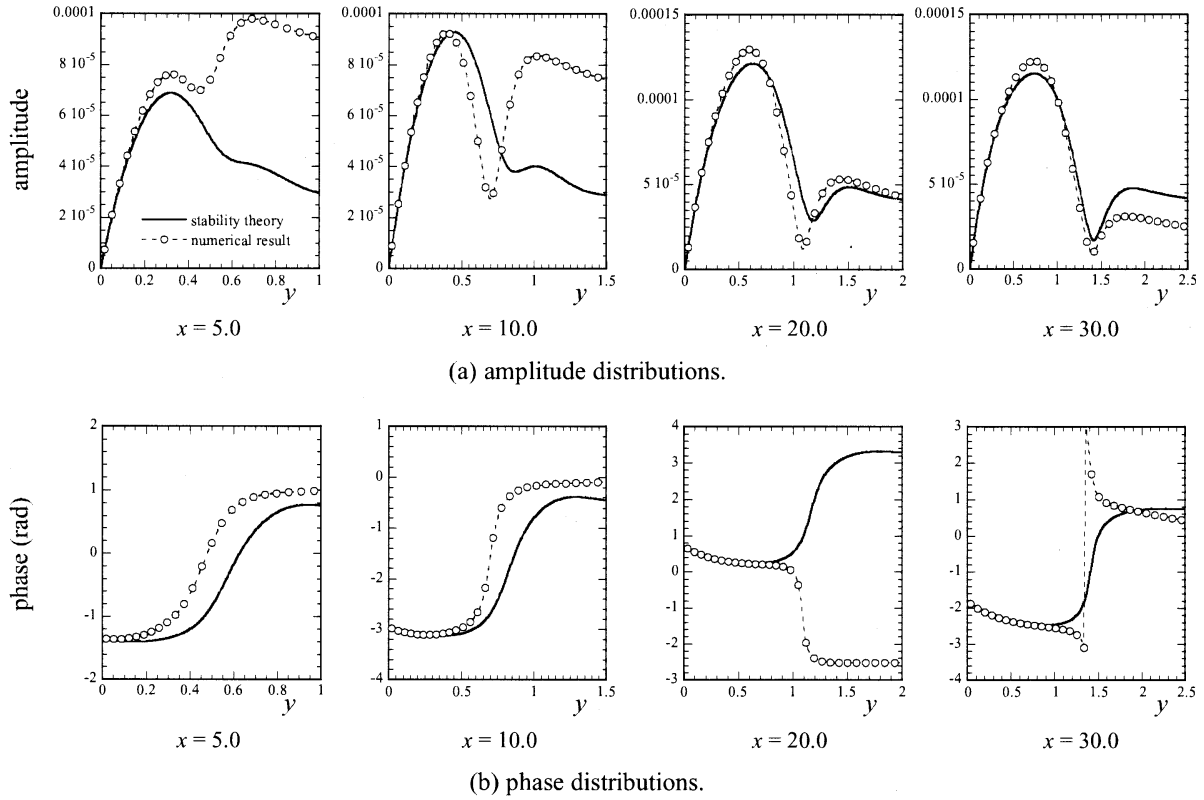 0.0001 0.0001 0.00015 0.00015
8 10⁻⁵ 8 10⁻⁵
6 10⁻⁵ 6 10⁻⁵ 0.0001 0.0001
4 10⁻⁵ 4 10⁻⁵ 5 10⁻⁵ 5 10⁻⁵
2 10⁻⁵ 2 10⁻⁵
0 0 0 0
amplitude
stability theory
numerical result
0 0.2 0.4 0.6 0.8 1 0 0.5 1.0 1.5 0 0.5 1 1.5 2 0 0.5 1 1.5 2 2.5
y y y y
x = 5.0 x = 10.0 x = 20.0 x = 30.0
(a) amplitude distributions.
2 1 4 3
1 0 3 2
0 -1 2 1
-1 -2 1 0
-2 -3 0 -1
-4 -1 -2
-2 -3
-3 -4
phase (rad)
0 0.2 0.4 0.6 0.8 1 0 0.5 1.0 1.5 0 0.5 1 1.5 2 0 0.5 1 1.5 2 2.5
y y y y
x = 5.0 x = 10.0 x = 20.0 x = 30.0
(b) phase distributions.